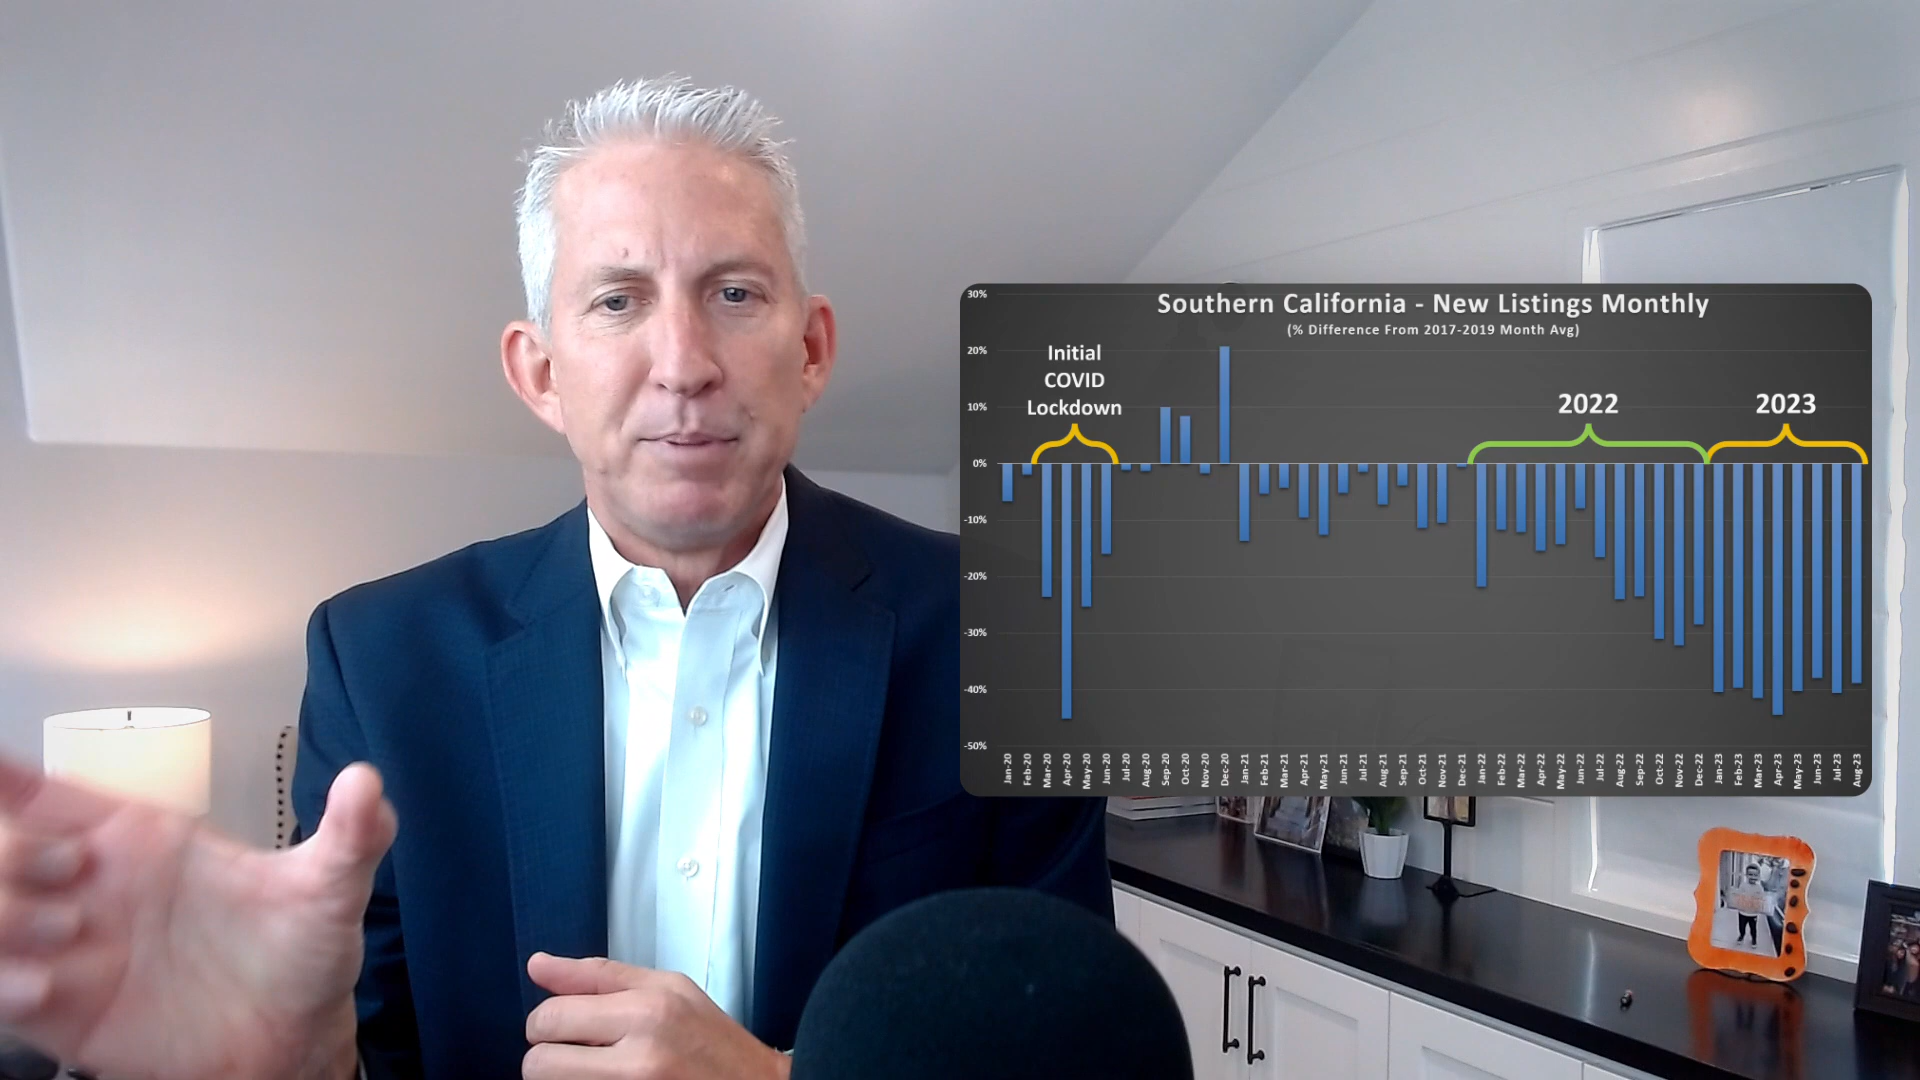 Southern California - New Listings Monthly
(% Difference From 2017-2019 Month Avg)
30%
20%
10%
0%
-10%
-20%
-30%
-40%
-50%
Initial
COVID
Lockdown
2022
2023
Jan-20
Feb-20
Mar-20
Apr-20
May-20
Jun-20
Jul-20
Aug-20
Sep-20
Oct-20
Nov-20
Dec-20
Jan-21
Feb-21
Mar-21
Apr-21
May-21
Jun-21
Jul-21
Aug-21
Sep-21
Oct-21
Nov-21
Dec-21
Jan-22
Feb-22
Mar-22
Apr-22
May-22
Jun-22
Jul-22
Aug-22
Sep-22
Oct-22
Nov-22
Dec-22
Jan-23
Feb-23
Mar-23
Apr-23
May-23
Jun-23
Jul-23
Aug-23